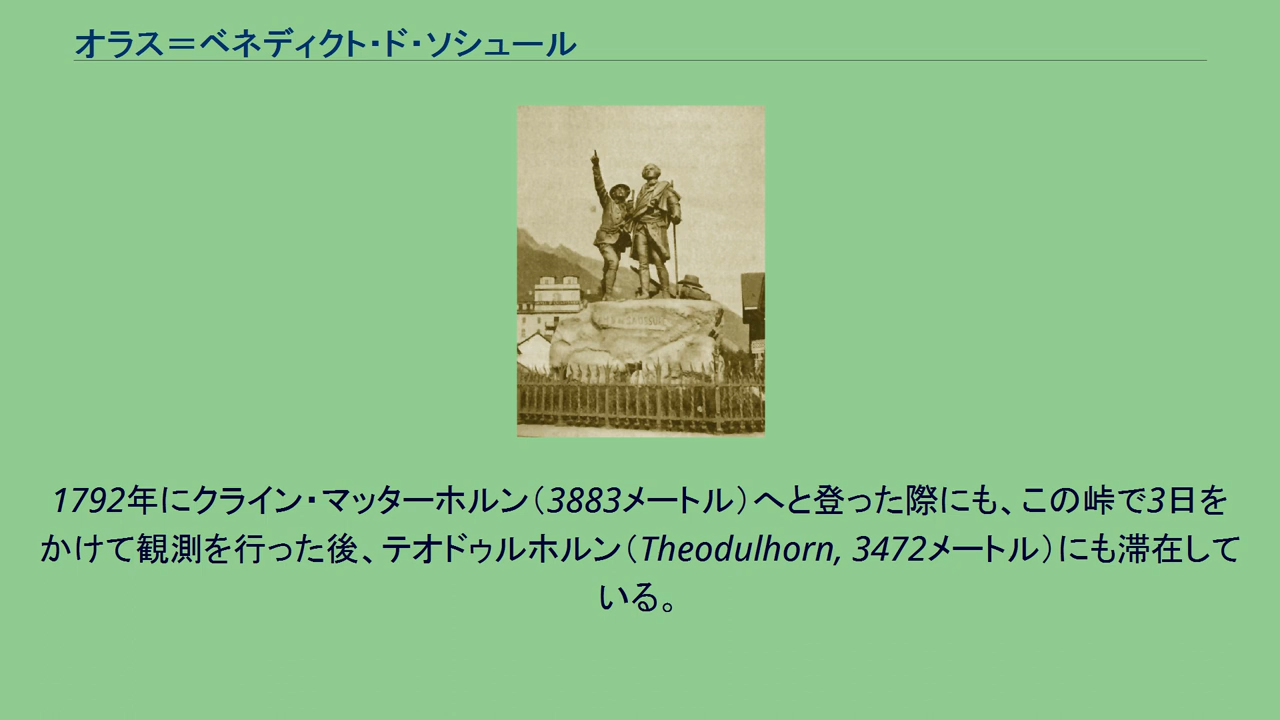 オラス＝ベネディクト・ド・ソシュール
1792年にクライン・マッターホルン（3883メートル）へと登った際にも、この峠で3日を
かけて観測を行った後、テオドゥルホルン（Theodulhorn, 3472メートル）にも滞在して
いる。